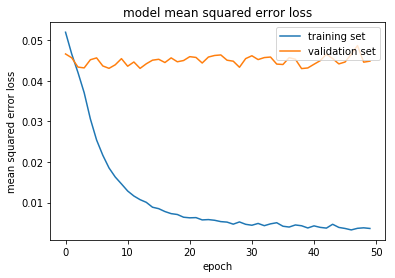 model mean squared error loss
training set
validation set
mean squared error loss
0.05
0.04
0.03
0.02
0.01
0 10 20 30 40 50
epoch